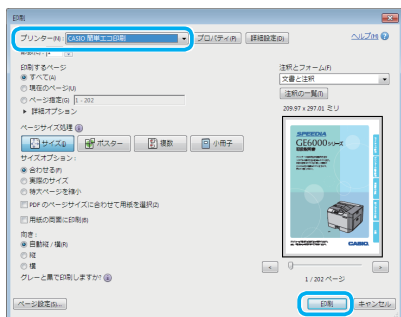 印刷
プリンター(N): CASIO 簡単エコ印刷 プロパティ(P) 詳細設定(D) ヘルプ(H)
印刷するページ
すべて(A)
現在のページ(U)
ページ指定(G) 1 - 202
詳細オプション
ページサイズ処理
サイズ(I) ポスター 複数 小冊子
サイズオプション:
合わせる(F)
実際のサイズ
特大ページを縮小
PDF のページサイズに合わせて用紙を選択(Z)
用紙の両面に印刷(B)
向き:
自動縦 / 横(R)
縦
横
グレーと黒で印刷しますか?
注釈とフォーム(F)
文書と注釈
注釈の一覧(T)
209.97 x 297.01 ミリ
SPEEDIA
GE6000シリーズ
CASIO
1 / 202 ページ
ページ設定(S)...
印刷 キャンセル